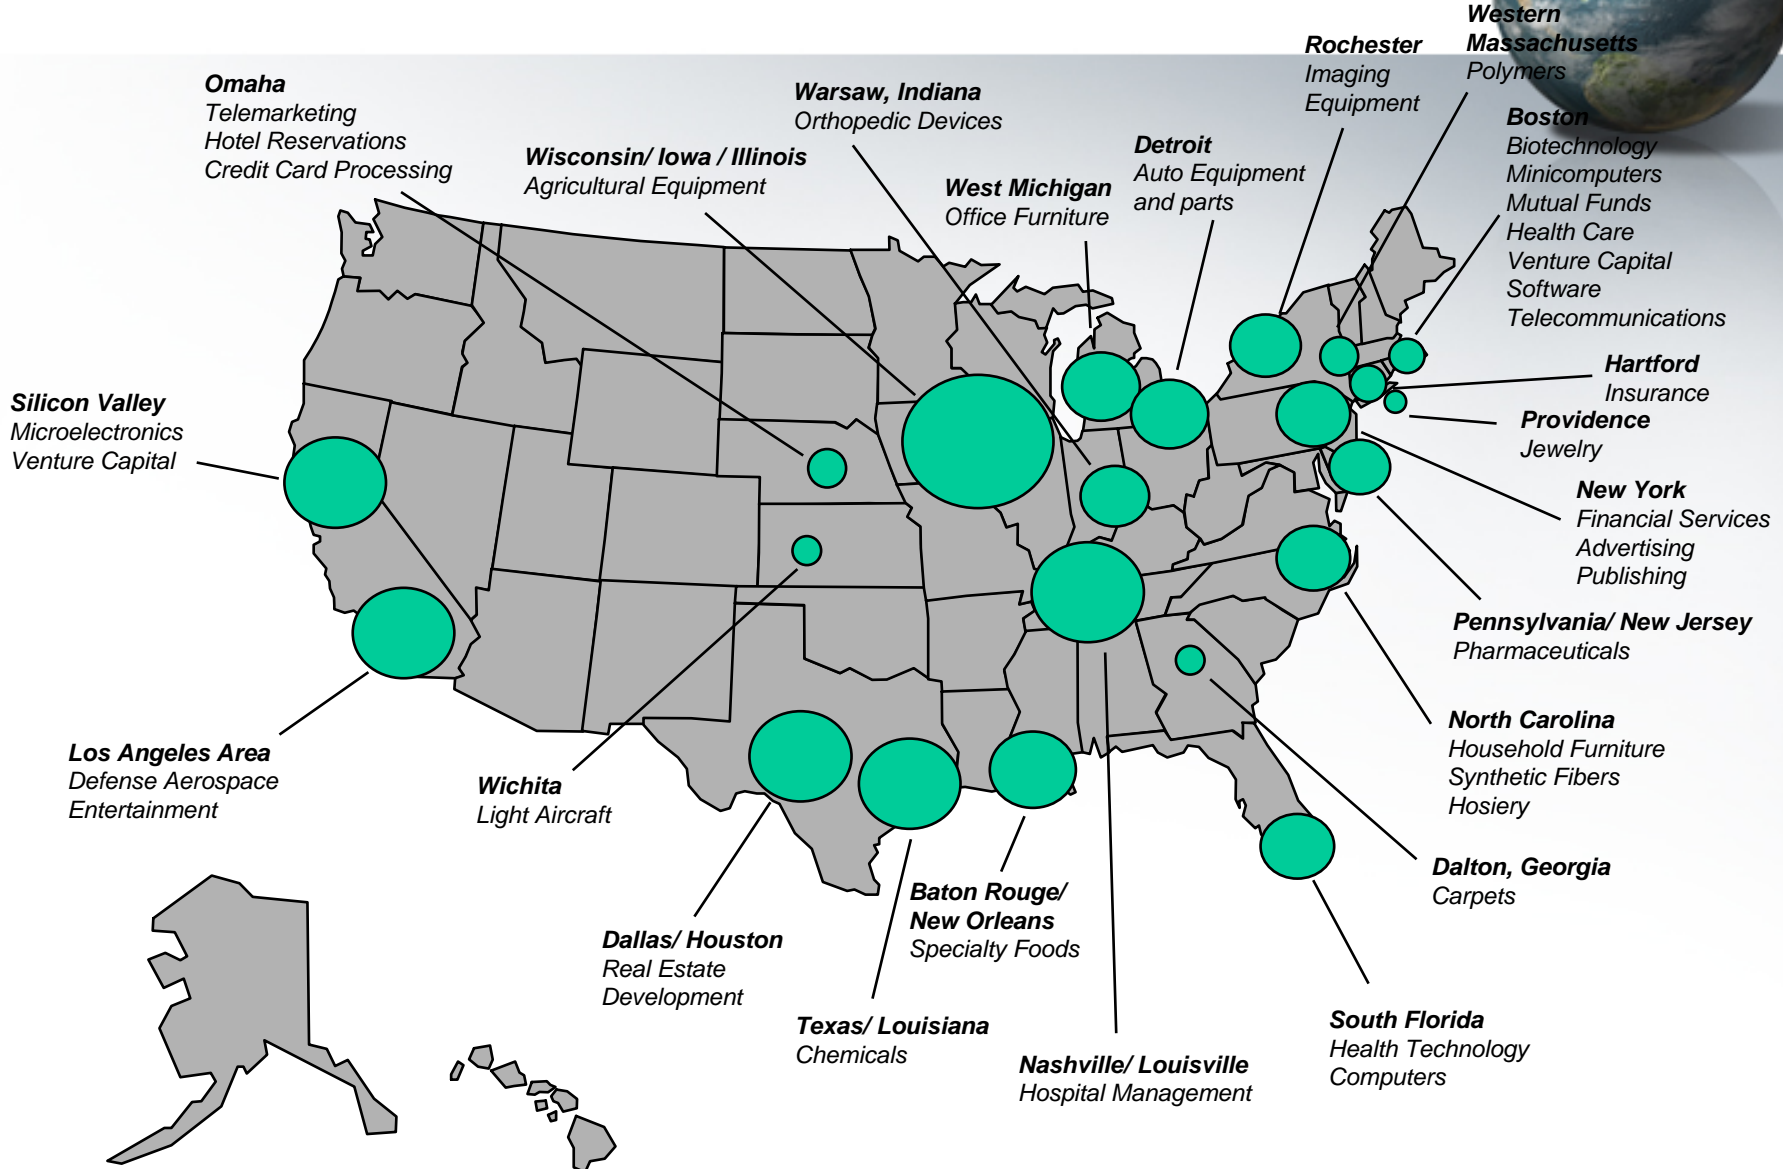 Western
Massachusetts
Polymers
Rochester
Imaging
Equipment
Omaha
Telemarketing
Hotel Reservations
Credit Card Processing
Warsaw, Indiana
Orthopedic Devices
Wisconsin/ Iowa / Illinois
Agricultural Equipment
Detroit
Auto Equipment
and parts
West Michigan
Office Furniture
Boston
Biotechnology
Minicomputers
Mutual Funds
Health Care
Venture Capital
Software
Telecommunications
Hartford
Insurance
Silicon Valley
Microelectronics
Venture Capital
Providence
Jewelry
New York
Financial Services
Advertising
Publishing
Pennsylvania/ New Jersey
Pharmaceuticals
North Carolina
Household Furniture
Synthetic Fibers
Hosiery
Los Angeles Area
Defense Aerospace
Entertainment
Wichita
Light Aircraft
Dalton, Georgia
Carpets
Baton Rouge/
New Orleans
Specialty Foods
Dallas/ Houston
Real Estate
Development
Texas/ Louisiana
Chemicals
Nashville/ Louisville
Hospital Management
South Florida
Health Technology
Computers